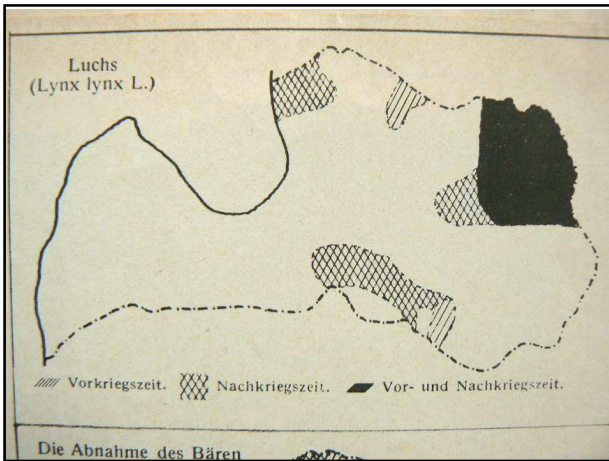 Luchs
(Lynx lynx L.)
Vorkriegszeit. Nachkriegszeit. Vor- und Nachkriegszeit.
Die Abnahme des Bären